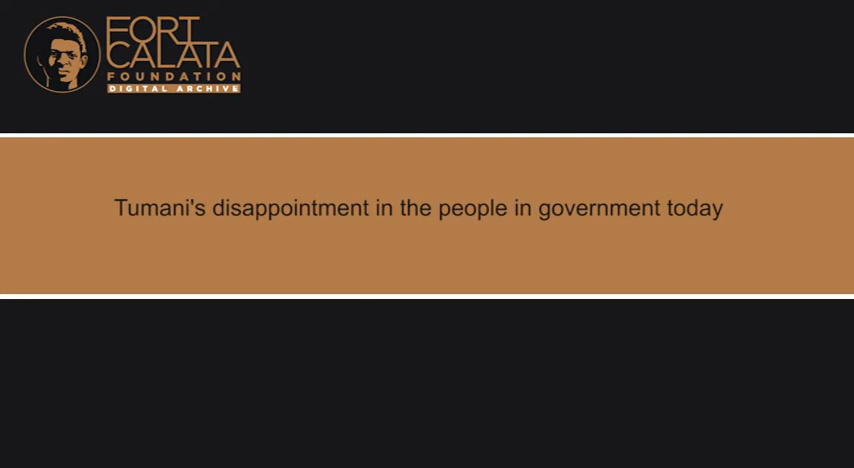 FORT
CALATA
FOUNDATION
DIGITAL ARCHIVE
Tumani's disappointment in the people in government today